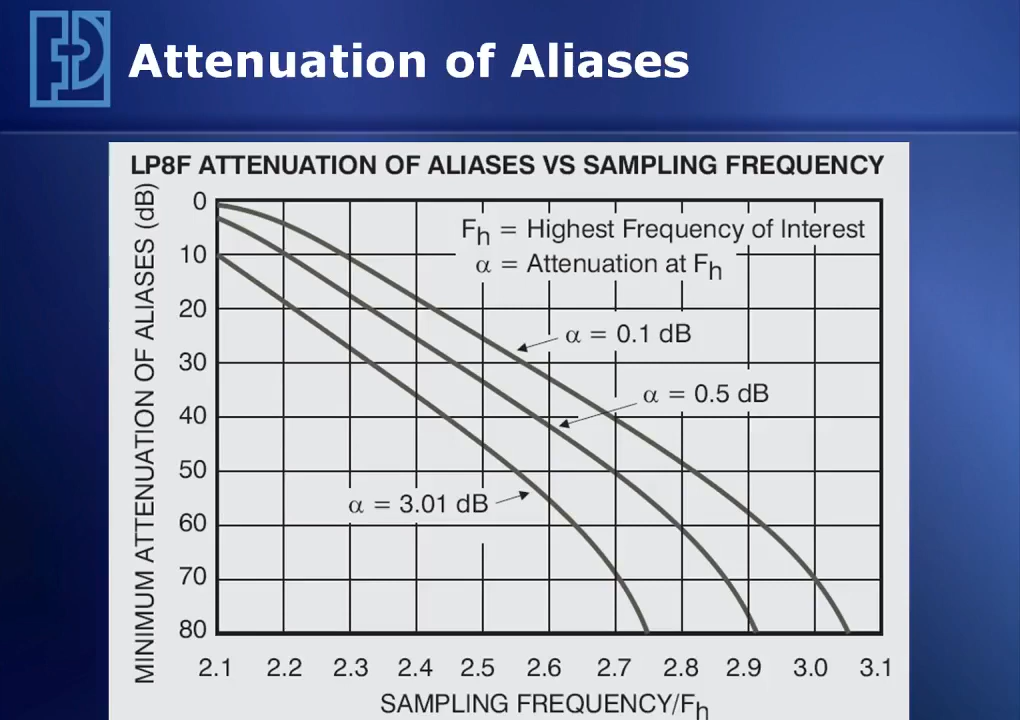 Attenuation of Aliases
LP8F ATTENUATION OF ALIASES VS SAMPLING FREQUENCY
MINIMUM ATTENUATION OF ALIASES (dB)
0
10
20
30
40
50
60
70
80
Fh = Highest Frequency of Interest
α = Attenuation at Fh
α = 0.1 dB
α = 0.5 dB
α = 3.01 dB
2.1 2.2 2.3 2.4 2.5 2.6 2.7 2.8 2.9 3.0 3.1
SAMPLING FREQUENCY/Fh